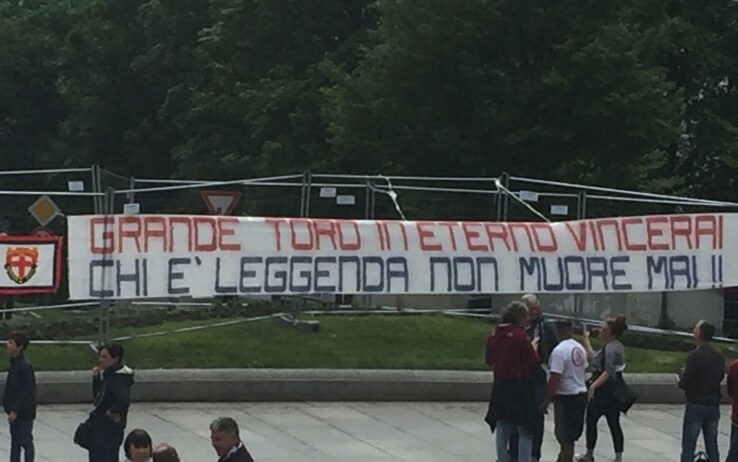 GRANDE TORO IN ETERNO VINCERAI
CHI E' LEGGENDA NON MUORE MAI!!